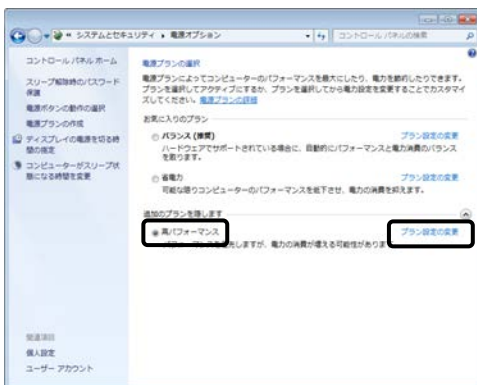 システムとセキュリティ ▸ 電源オプション
コントロール パネルの検索
コントロール パネル ホーム
スリープ解除時のパスワード
保護
電源ボタンの動作の選択
電源プランの作成
ディスプレイの電源を切る時
間の指定
コンピューターがスリープ状
態になる時間を変更
関連項目
個人設定
ユーザー アカウント
電源プランの選択
電源プランによってコンピューターのパフォーマンスを最大にしたり、電力を節約したりできます。
プランを選択してアクティブにするか、プランを選択してから電力設定を変更することでカスタマイ
ズしてください。電源プランの詳細
お気に入りのプラン
バランス (推奨) プラン設定の変更
ハードウェアでサポートされている場合に、自動的にパフォーマンスと電力消費のバランス
を取ります。
省電力 プラン設定の変更
可能な限りコンピューターのパフォーマンスを低下させ、電力の消費を抑えます。
追加のプランを隠します
高パフォーマンス プラン設定の変更
しますが、電力の消費が増える可能性があります